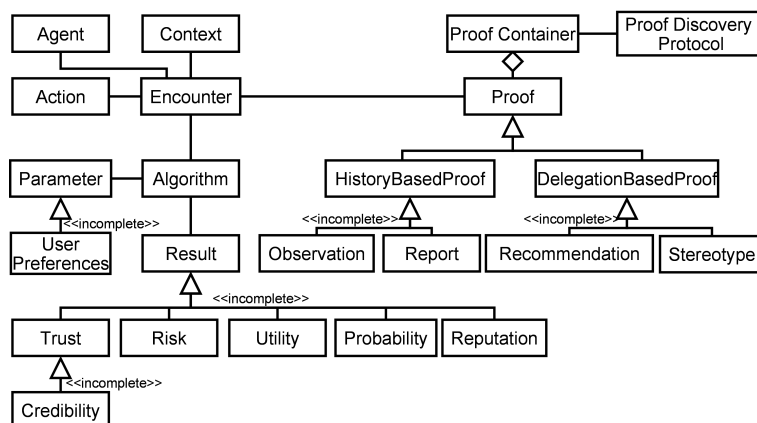 Agent
Context
Proof Container
Proof Discovery
Protocol
Action
Encounter
Proof
Parameter
Algorithm
HistoryBasedProof
DelegationBasedProof
<<incomplete>>
<<incomplete>>
<<incomplete>>
User
Preferences
Result
Observation
Report
Recommendation
Stereotype
<<incomplete>>
Trust
Risk
Utility
Probability
Reputation
<<incomplete>>
Credibility